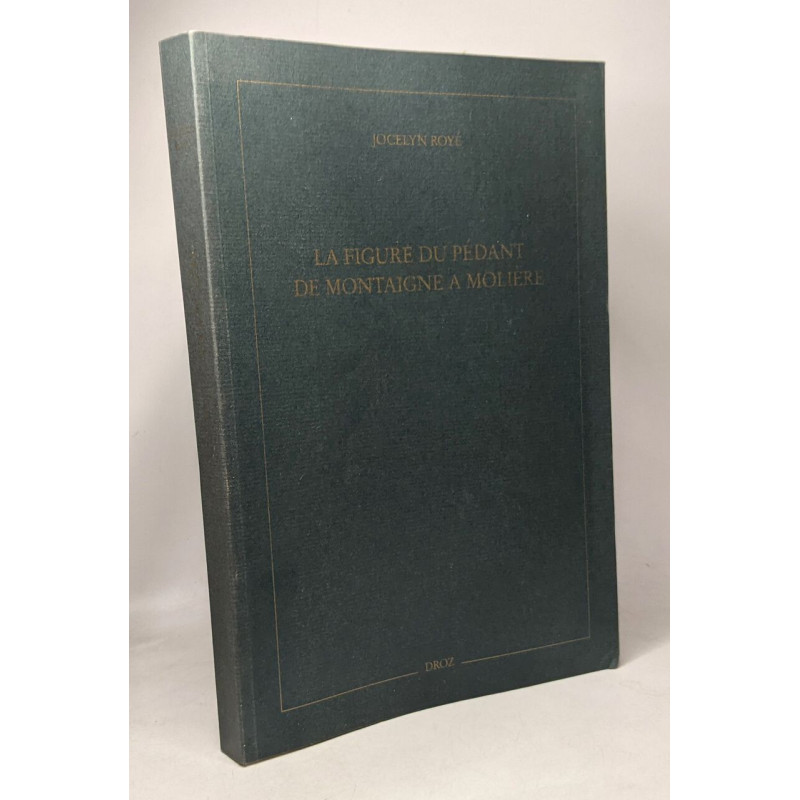 JOCELYN ROYÉ
LA FIGURE DU PÉDANT
DE MONTAIGNE A MOLIÈRE
DROZ